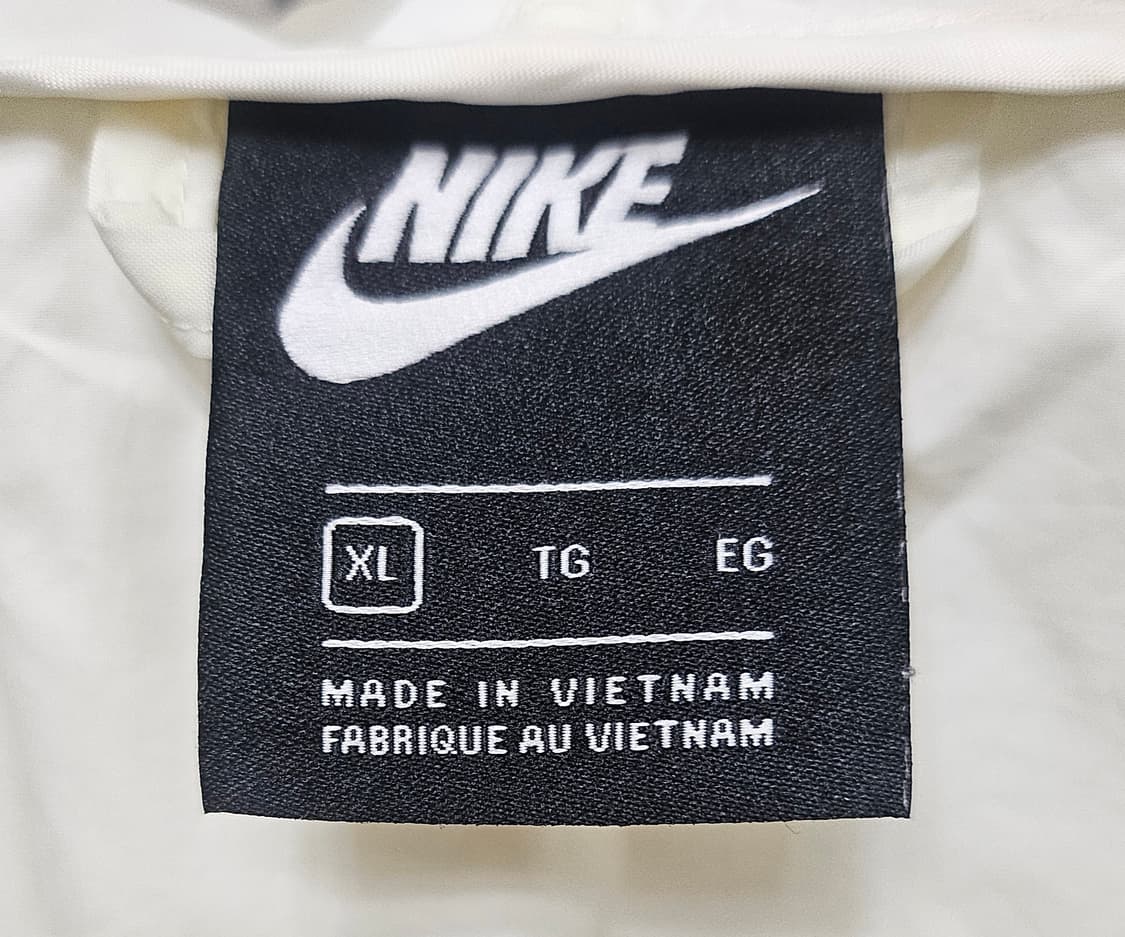 NIKE
XL TG EG
MADE IN VIETNAM
FABRIQUE AU VIETNAM